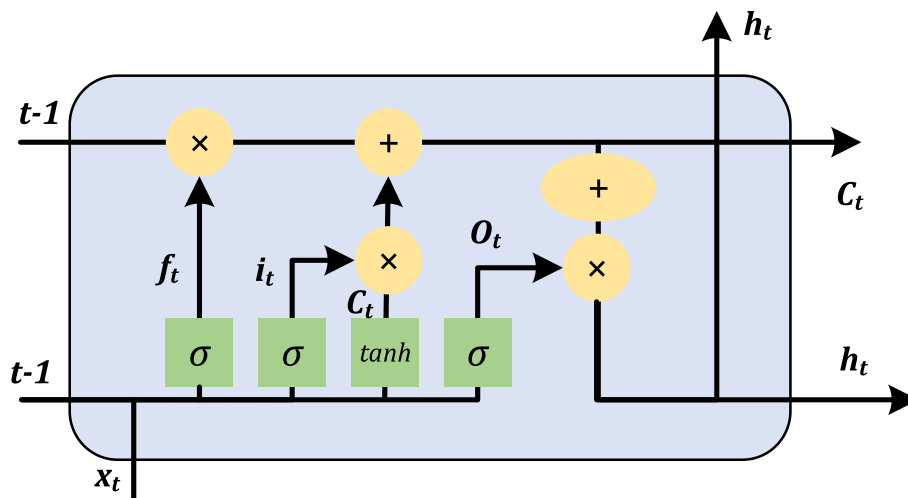 h_t
t-1
×
+
C_t
+
O_t
f_t
i_t
×
×
C_t
σ
σ
tanh
σ
t-1
h_t
x_t